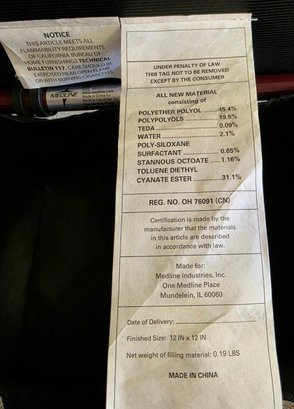 NOTICE
THIS ARTICLE MEETS ALL
FLAMMABILITY REQUIREMENTS
OF CALIFORNIA BUREAU OF
HOME FURNISHINGS TECHNICAL
BULLETIN 117. CARE SHOULD BE
EXERCISED NEAR OPEN FLAME
OR WITH BURNING CIGARETTES
MEDLINE
UNDER PENALTY OF LAW
THIS TAG NOT TO BE REMOVED
EXCEPT BY THE CONSUMER
ALL NEW MATERIAL
consisting of
POLYETHER POLYOL ....... 45.4%
POLYPOLYOLS ............... 19.5%
TEDA ............................ 0.09%
WATER ......................... 2.1%
POLY-SILOXANE
SURFACTANT ................ 0.65%
STANNOUS OCTOATE .... 1.16%
TOLUENE DIETHYL
CYANATE ESTER ........... 31.1%
REG. NO. OH 76091 (CN)
Certification is made by the
manufacturer that the materials
in this article are described
in accordance with law.
Made for:
Medline Industries, Inc.
One Medline Place
Mundelein, IL 60060
Date of Delivery:
Finished Size: 12 IN x 12 IN
Net weight of filling material: 0.19 LBS
MADE IN CHINA